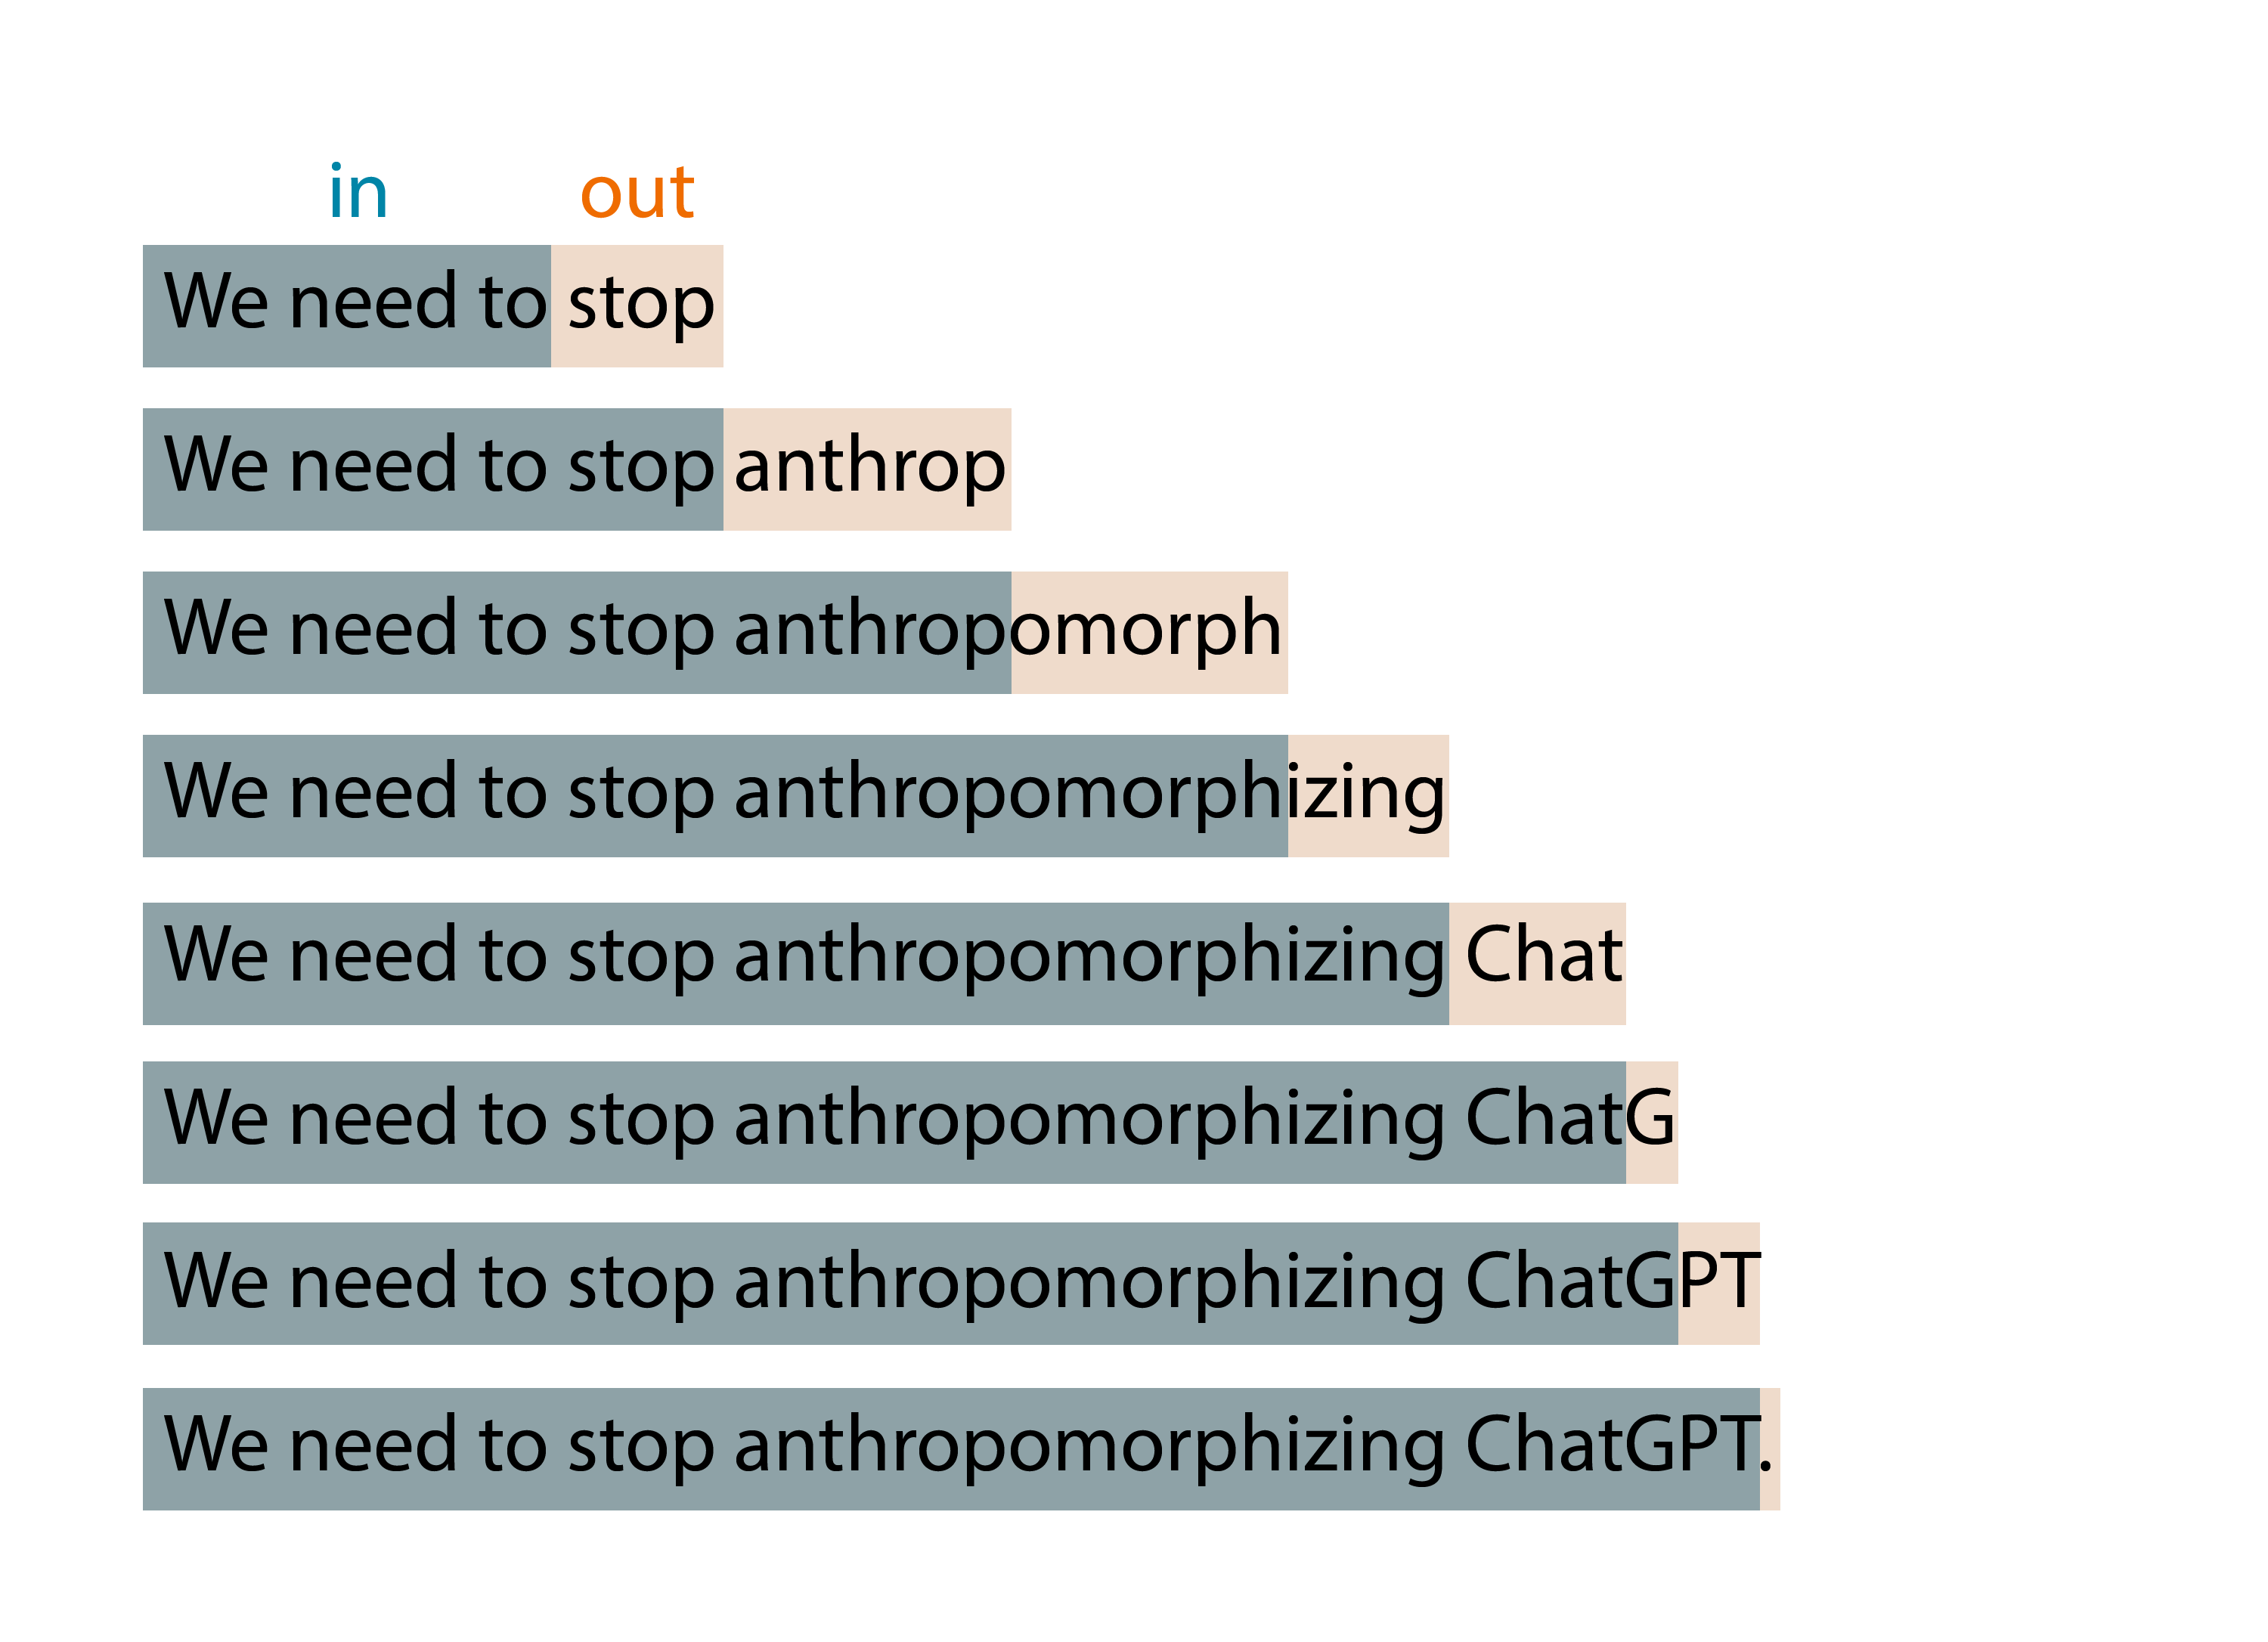 in out
We need to stop
We need to stop anthrop
We need to stop anthropomorph
We need to stop anthropomorphizing
We need to stop anthropomorphizing Chat
We need to stop anthropomorphizing ChatG
We need to stop anthropomorphizing ChatGPT
We need to stop anthropomorphizing ChatGPT.